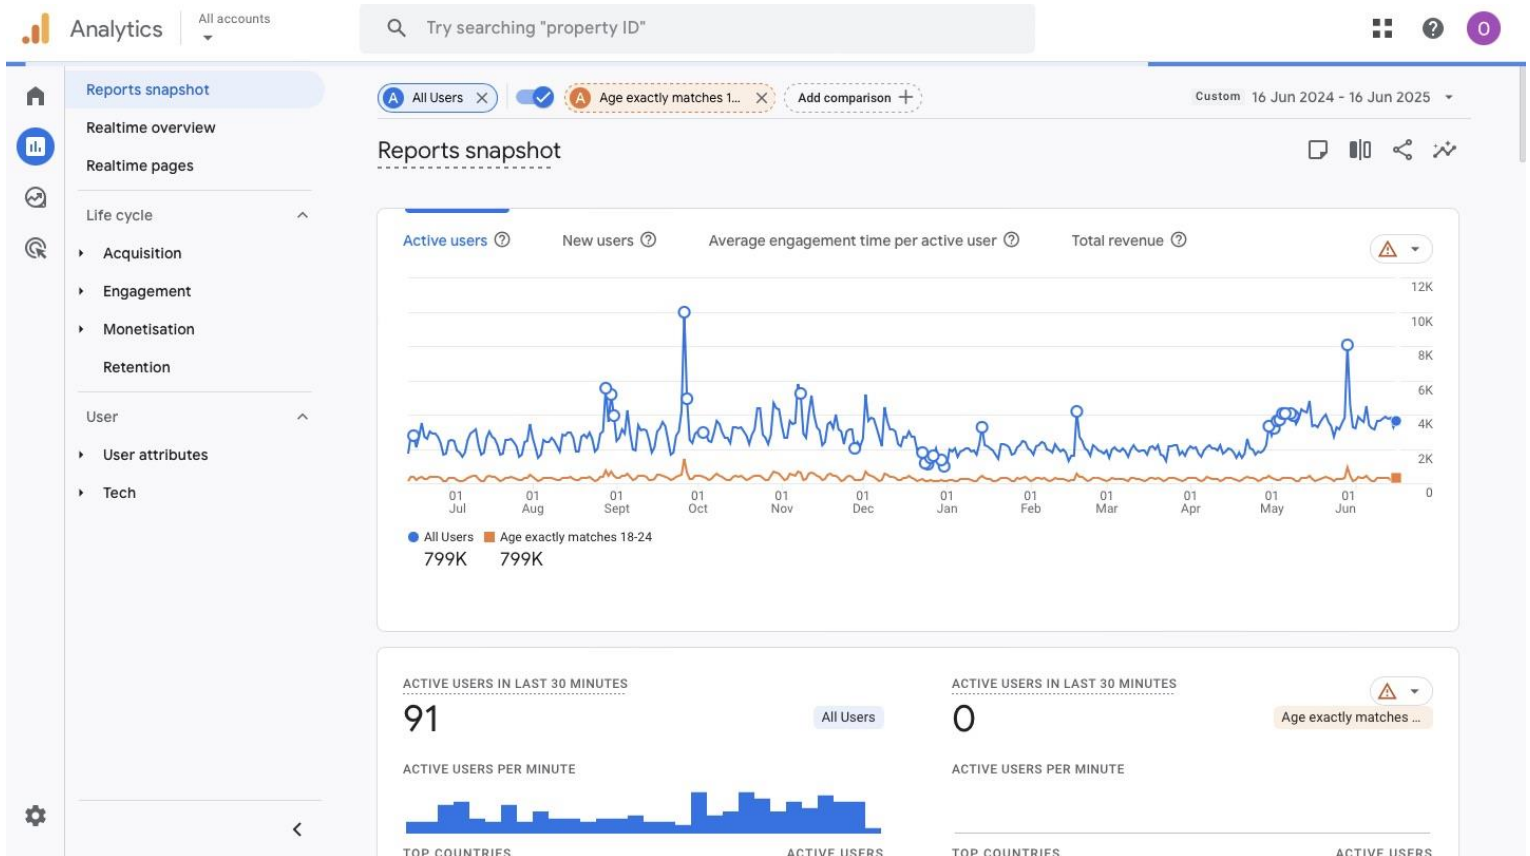 Analytics
All accounts
Try searching "property ID"
O
Reports snapshot
Realtime overview
Realtime pages
Life cycle
Acquisition
Engagement
Monetisation
Retention
User
User attributes
Tech
A All Users
A Age exactly matches 1...
Add comparison
Custom 16 Jun 2024 - 16 Jun 2025
Reports snapshot
Active users
New users
Average engagement time per active user
Total revenue
12K
10K
8K
6K
4K
2K
0
01 Jul
01 Aug
01 Sept
01 Oct
01 Nov
01 Dec
01 Jan
01 Feb
01 Mar
01 Apr
01 May
01 Jun
All Users
799K
Age exactly matches 18-24
799K
ACTIVE USERS IN LAST 30 MINUTES
91
All Users
ACTIVE USERS PER MINUTE
TOP COUNTRIES
ACTIVE USERS
ACTIVE USERS IN LAST 30 MINUTES
0
Age exactly matches ...
ACTIVE USERS PER MINUTE
TOP COUNTRIES
ACTIVE USERS